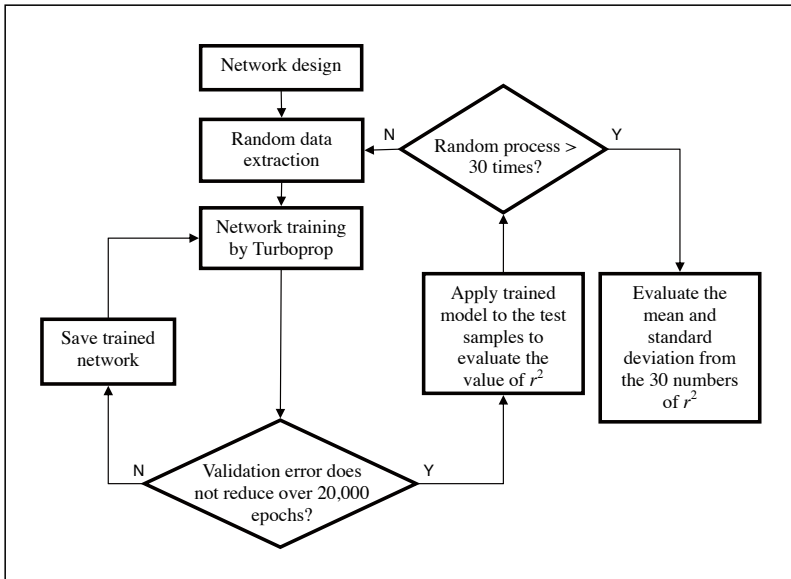 Network design
Random data
extraction
N
Random process >
30 times?
Y
Network training
by Turboprop
Save trained
network
Apply trained
model to the test
samples to
evaluate the
value of r²
Evaluate the
mean and
standard
deviation from
the 30 numbers
of r²
N
Validation error does
not reduce over 20,000
epochs?
Y